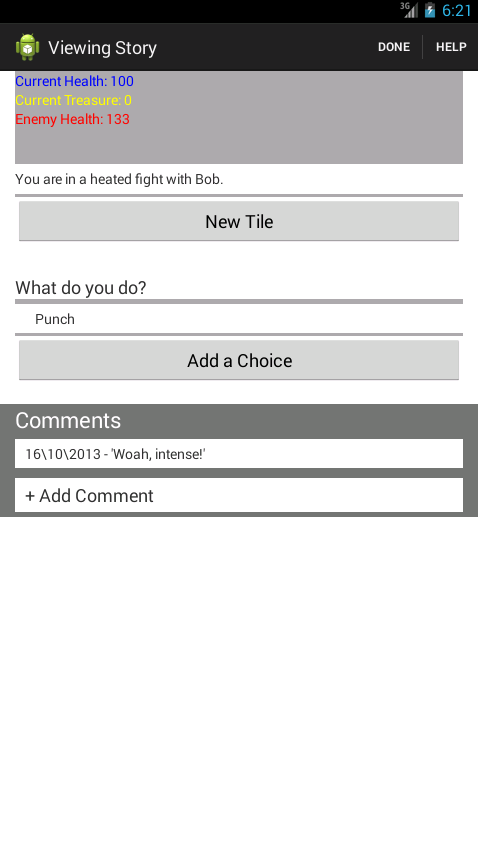 3G 6:21
Viewing Story DONE HELP
Current Health: 100
Current Treasure: 0
Enemy Health: 133
You are in a heated fight with Bob.
New Tile
What do you do?
Punch
Add a Choice
Comments
16\10\2013 - 'Woah, intense!'
+ Add Comment